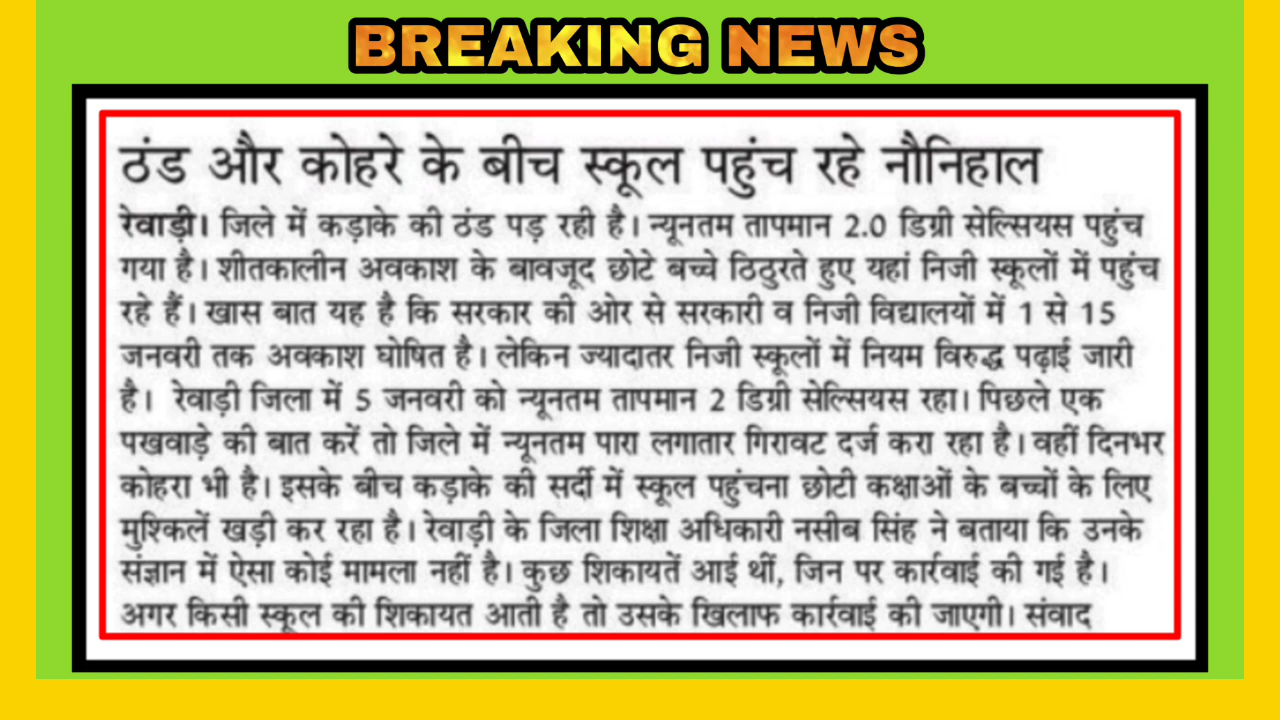 BREAKING NEWS
ठंड और कोहरे के बीच स्कूल पहुंच रहे नौनिहाल
रेवाड़ी। जिले में कड़ाके की ठंड पड़ रही है। न्यूनतम तापमान 2.0 डिग्री सेल्सियस पहुंच
गया है। शीतकालीन अवकाश के बावजूद छोटे बच्चे ठिठुरते हुए यहां निजी स्कूलों में पहुंच
रहे हैं। खास बात यह है कि सरकार की ओर से सरकारी व निजी विद्यालयों में 1 से 15
जनवरी तक अवकाश घोषित है। लेकिन ज्यादातर निजी स्कूलों में नियम विरुद्ध पढ़ाई जारी
है। रेवाड़ी जिला में 5 जनवरी को न्यूनतम तापमान 2 डिग्री सेल्सियस रहा। पिछले एक
पखवाड़े की बात करें तो जिले में न्यूनतम पारा लगातार गिरावट दर्ज करा रहा है। वहीं दिनभर
कोहरा भी है। इसके बीच कड़ाके की सर्दी में स्कूल पहुंचना छोटी कक्षाओं के बच्चों के लिए
मुश्किलें खड़ी कर रहा है। रेवाड़ी के जिला शिक्षा अधिकारी नसीब सिंह ने बताया कि उनके
संज्ञान में ऐसा कोई मामला नहीं है। कुछ शिकायतें आई थीं, जिन पर कार्रवाई की गई है।
अगर किसी स्कूल की शिकायत आती है तो उसके खिलाफ कार्रवाई की जाएगी। संवाद